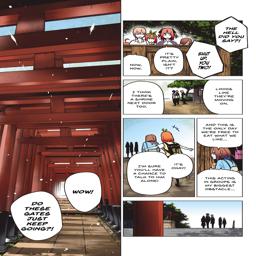 THE
HELL
DID YOU
SAY?!
SHUT
UP,
YOU
TWO!
IT'S
PRETTY
PLAIN,
ISN'T
IT?
NOW,
NOW.
LOOKS
LIKE
THEY'RE
MOVING
ON.
I THINK
THERE'S
A SHRINE
NEXT DOOR
TOO.
AND THIS IS
THE ONLY DAY
WE'RE FREE TO
EAT WHAT
WE LIKE...
THIS ACTING
IN GROUPS IS
MY BIGGEST
OBSTACLE...
IT'S
OKAY!
I'M SURE
YOU'LL HAVE
A CHANCE TO
TALK TO HIM
ALONE!
WOW!
DO
THESE
GATES
JUST
KEEP
GOING?!